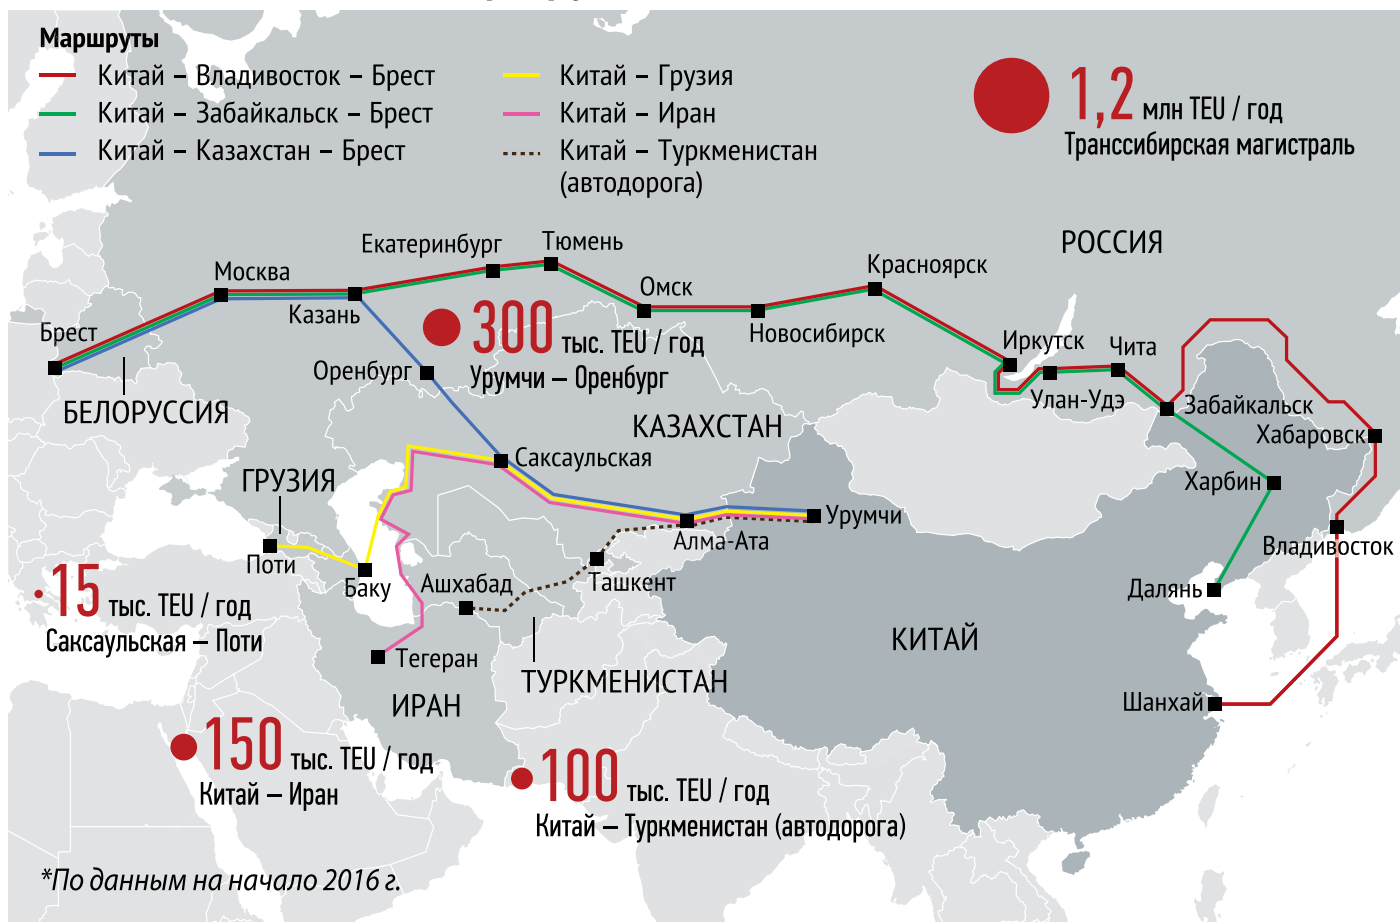 Маршруты
Китай – Владивосток – Брест
Китай – Забайкальск – Брест
Китай – Казахстан – Брест
Китай – Грузия
Китай – Иран
Китай – Туркменистан
(автодорога)
1,2 млн TEU / год
Транссибирская магистраль
РОССИЯ
Екатеринбург
Тюмень
Москва
Казань
Омск
Красноярск
Новосибирск
Брест
300 тыс. TEU / год
Урумчи – Оренбург
Оренбург
Иркутск
Чита
Улан-Удэ
Забайкальск
Хабаровск
БЕЛОРУССИЯ
КАЗАХСТАН
Саксаульская
ГРУЗИЯ
Харбин
Урумчи
Алма-Ата
Владивосток
Поти
Баку
Ашхабад
Ташкент
Далянь
15 тыс. TEU / год
Саксаульская – Поти
Тегеран
КИТАЙ
ТУРКМЕНИСТАН
ИРАН
Шанхай
150 тыс. TEU / год
Китай – Иран
100 тыс. TEU / год
Китай – Туркменистан (автодорога)
*По данным на начало 2016 г.